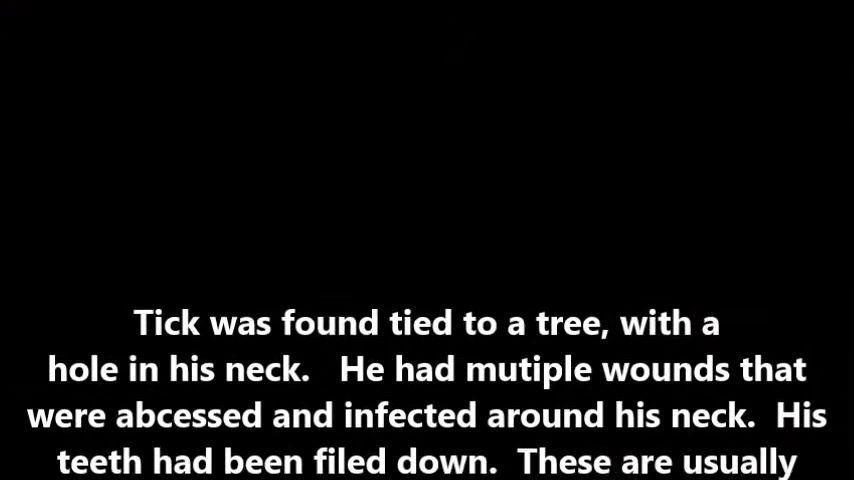 Tick was found tied to a tree, with a
hole in his neck.   He had mutiple wounds that
were abcessed and infected around his neck.  His
teeth had been filed down.  These are usually